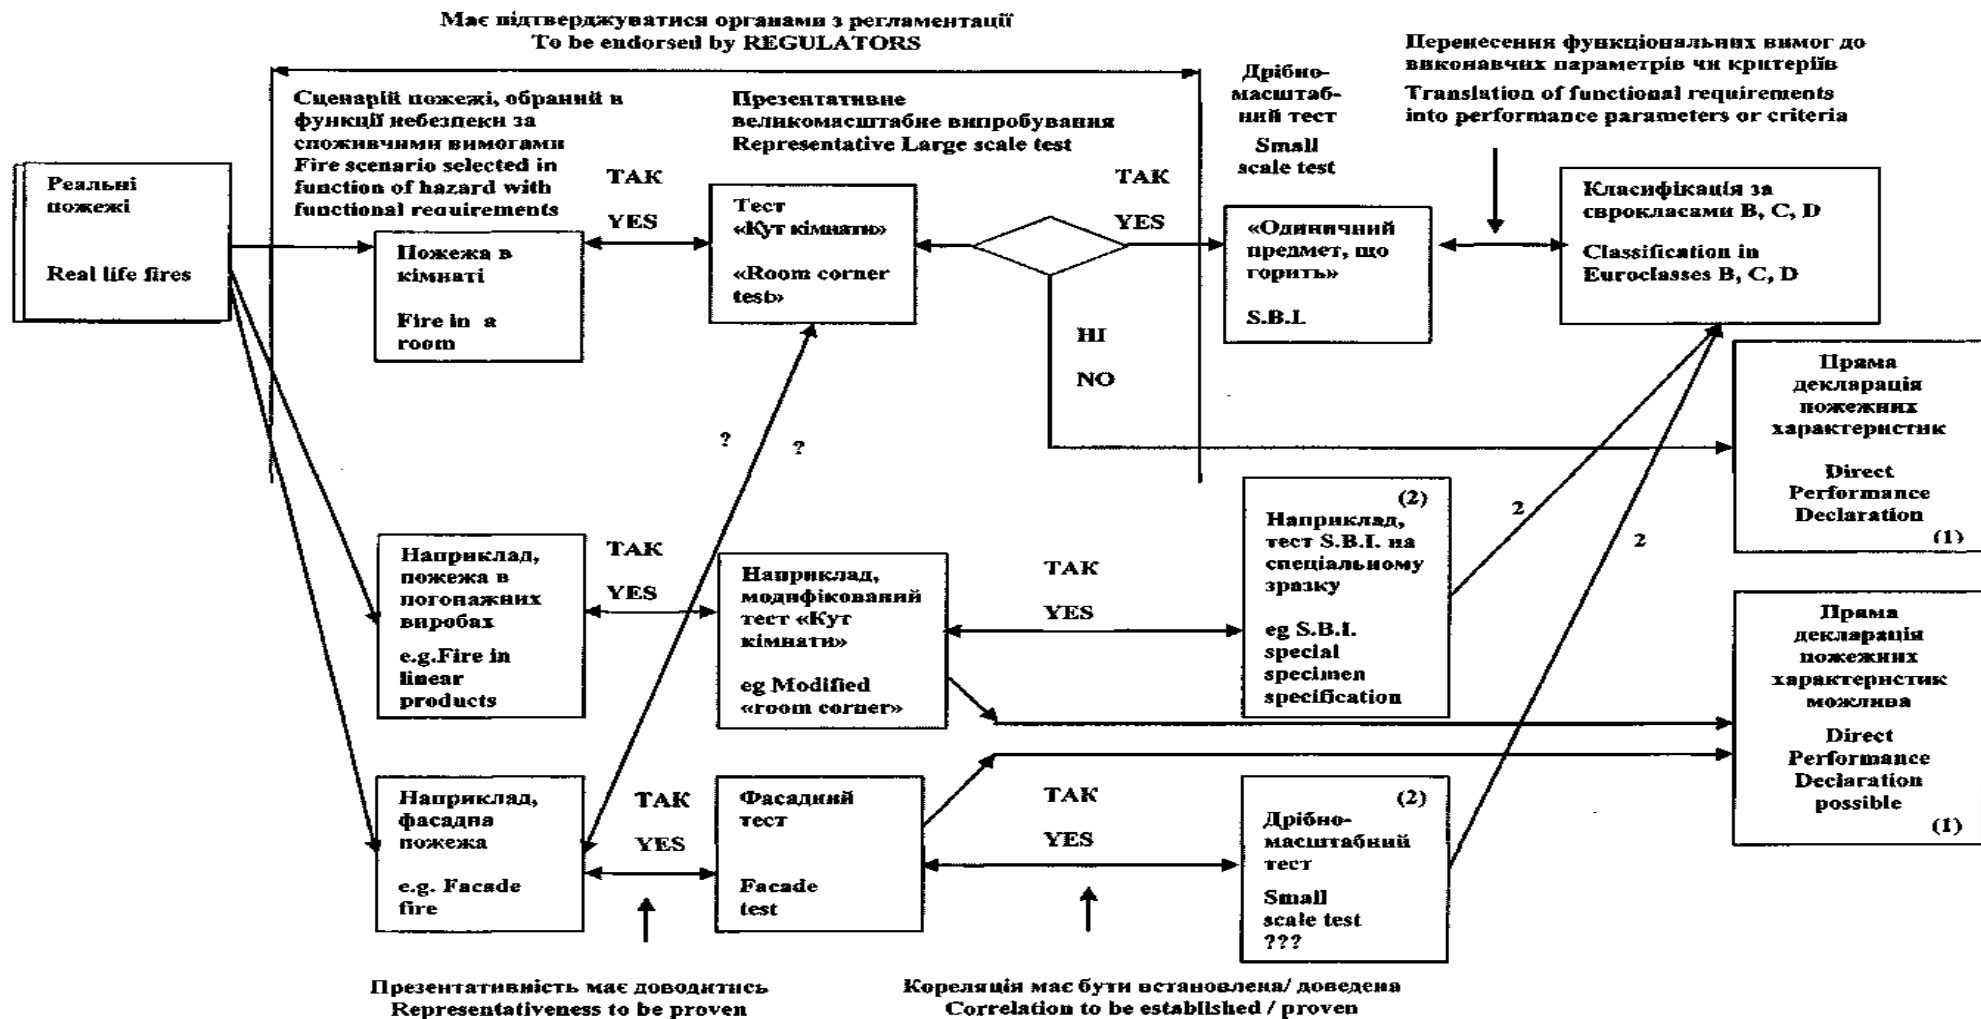 Має підтверджуватися органами з регламентації
To be endorsed by REGULATORS
Перенесення функціональних вимог до
виконавчих параметрів чи критеріїв
Translation of functional requirements
into performance parameters or criteria
Сценарій пожежі, обраний в
функції небезпеки за
споживчими вимогами
Fire scenario selected in
function of hazard with
functional requirements
Презентативне
великомасштабне випробування
Representative Large scale test
Дрібно-
масштаб-
ний тест
Small
scale test
Реальні
пожежі
Real life fires
ТАК
YES
Пожежа в
кімнаті
Fire in a
room
Тест
«Кут кімнати»
«Room corner
test»
ТАК
YES
НІ
NO
«Одиничний
предмет, що
горить»
S.B.I.
Класифікація за
єврокласами B, C, D
Classification in
Euroclasses B, C, D
Пряма
декларація
пожежних
характеристик
Direct
Performance
Declaration
(1)
?
?
Наприклад,
пожежа в
погонажних
виробах
e.g.Fire in
linear
products
ТАК
YES
Наприклад,
модифікований
тест «Кут
кімнати»
eg Modified
«room corner»
ТАК
YES
(2)
Наприклад,
тест S.B.I. на
спеціальному
зразку
eg S.B.I.
special
specimen
specification
2
2
Пряма
декларація
пожежних
характеристик
можлива
Direct
Performance
Declaration
possible
(1)
Наприклад,
фасадна
пожежа
e.g. Facade
fire
ТАК
YES
Фасадний
тест
Facade
test
ТАК
YES
(2)
Дрібно-
масштабний
тест
Small
scale test
???
Презентативність має доводитись
Representativeness to be proven
Кореляція має бути встановлена/ доведена
Correlation to be established / proven